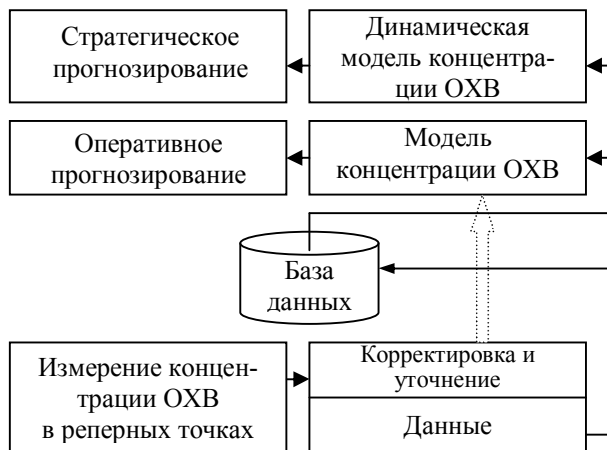 Стратегическое
прогнозирование
Динамическая
модель концентра-
ции ОХВ
Оперативное
прогнозирование
Модель
концентрации ОХВ
База
данных
Измерение концен-
трации ОХВ
в реперных точках
Корректировка и
уточнение
Данные